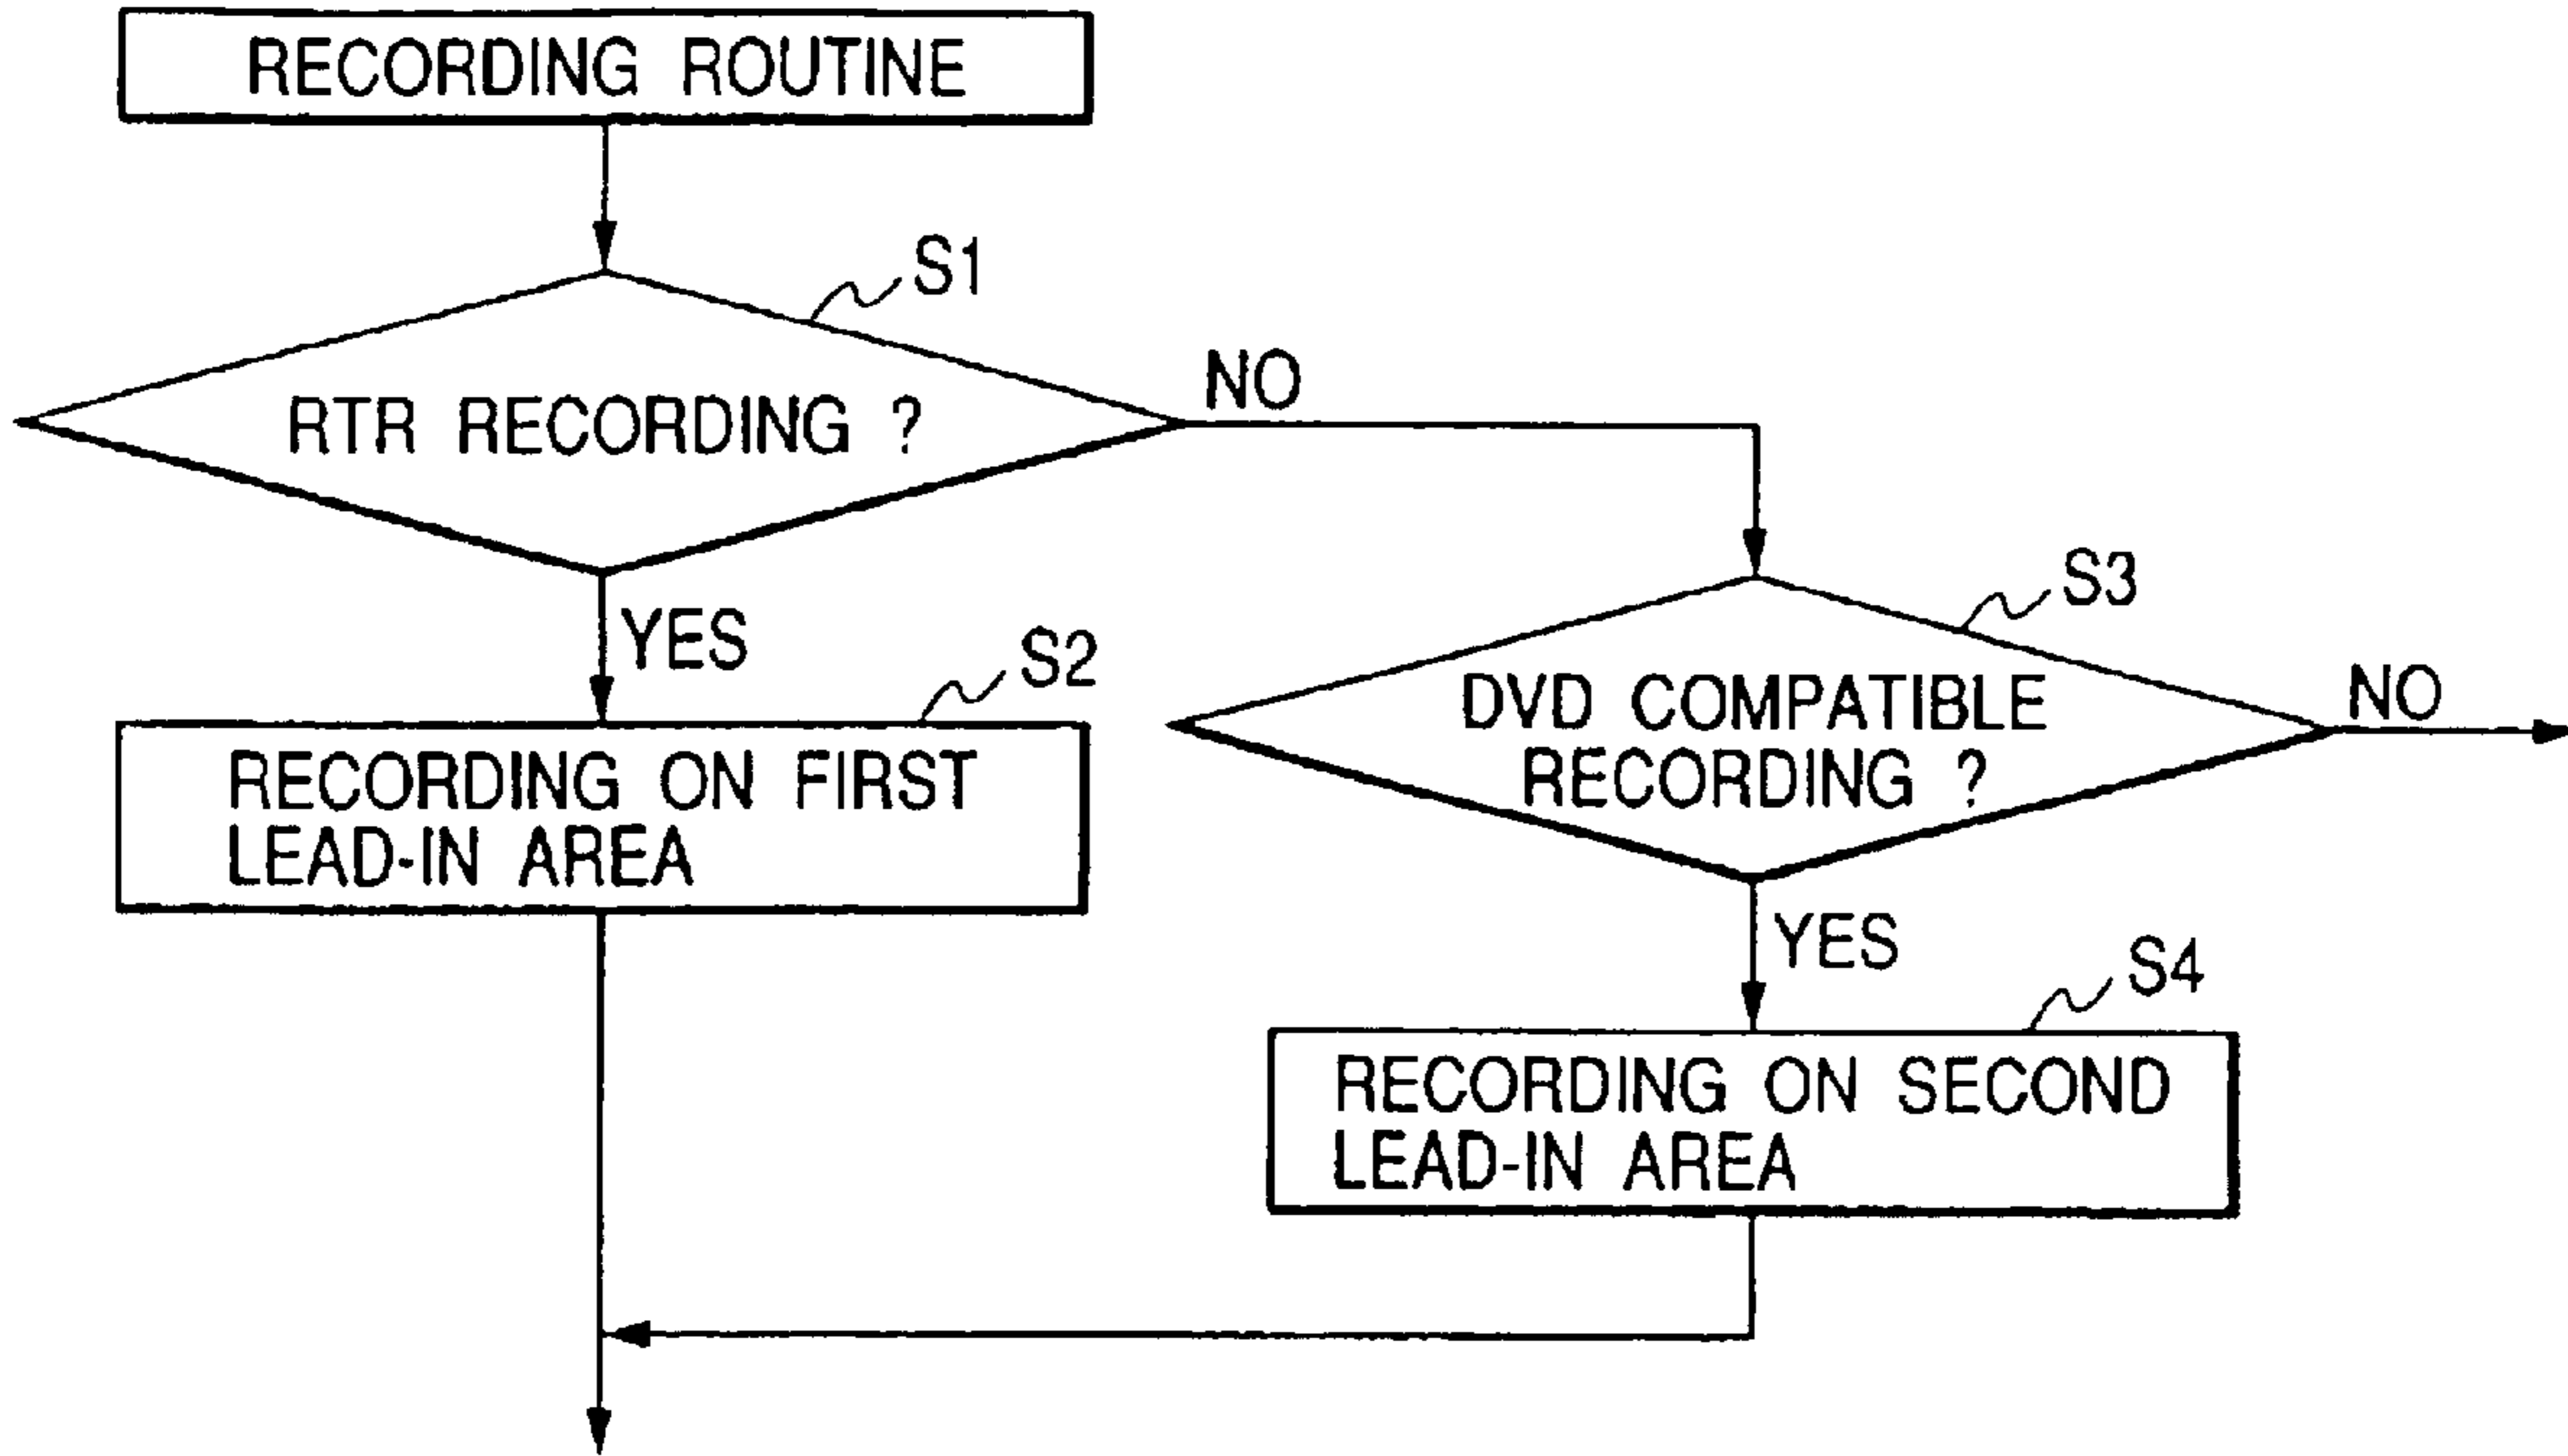 RECORDING ROUTINE
S1
RTR RECORDING ?
NO
YES
S2
RECORDING ON FIRST
LEAD-IN AREA
S3
DVD COMPATIBLE
RECORDING ?
NO
YES
S4
RECORDING ON SECOND
LEAD-IN AREA